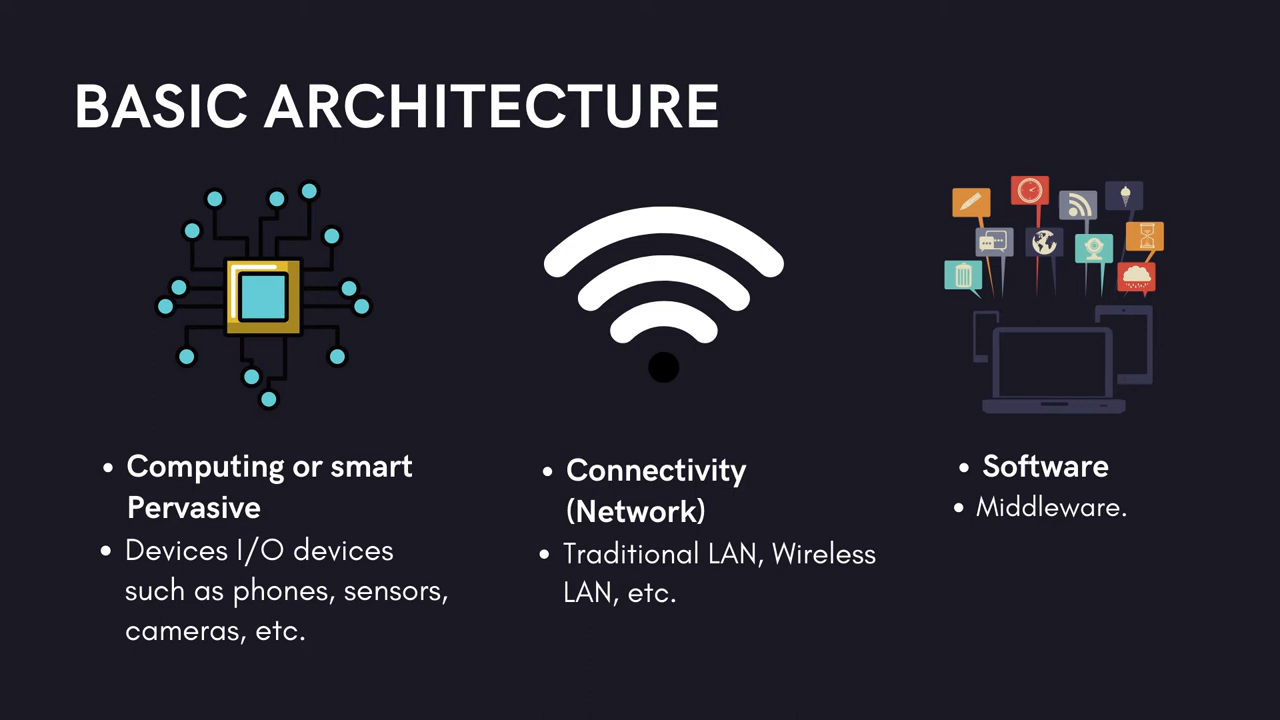 BASIC ARCHITECTURE
• Computing or smart
Pervasive
• Devices I/O devices
such as phones, sensors,
cameras, etc.
• Connectivity
(Network)
• Traditional LAN, Wireless
LAN, etc.
• Software
• Middleware.